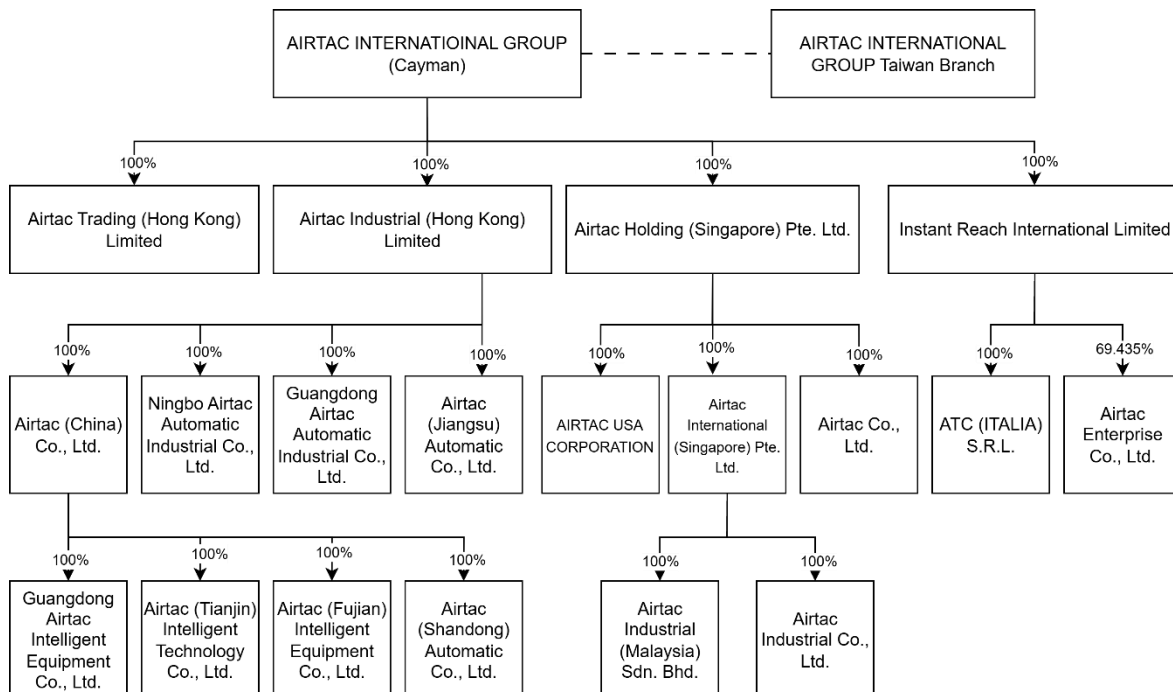 AIRTAC INTERNATIOINAL GROUP
(Cayman)
AIRTAC INTERNATIONAL
GROUP Taiwan Branch
100%
100%
100%
100%
Airtac Trading (Hong Kong)
Limited
Airtac Industrial (Hong Kong)
Limited
Airtac Holding (Singapore) Pte. Ltd.
Instant Reach International Limited
100%
100%
100%
100%
100%
100%
100%
100%
69.435%
Airtac (China)
Co., Ltd.
Ningbo Airtac
Automatic
Industrial Co.,
Ltd.
Guangdong
Airtac
Automatic
Industrial Co.,
Ltd.
Airtac
(Jiangsu)
Automatic
Co., Ltd.
AIRTAC USA
CORPORATION
Airtac
International
(Singapore) Pte.
Ltd.
Airtac Co.,
Ltd.
ATC (ITALIA)
S.R.L.
Airtac
Enterprise
Co., Ltd.
100%
100%
100%
100%
100%
100%
Guangdong
Airtac
Intelligent
Equipment
Co., Ltd.
Airtac (Tianjin)
Intelligent
Technology
Co., Ltd.
Airtac (Fujian)
Intelligent
Equipment
Co., Ltd.
Airtac
(Shandong)
Automatic
Co., Ltd.
Airtac
Industrial
(Malaysia)
Sdn. Bhd.
Airtac
Industrial Co.,
Ltd.